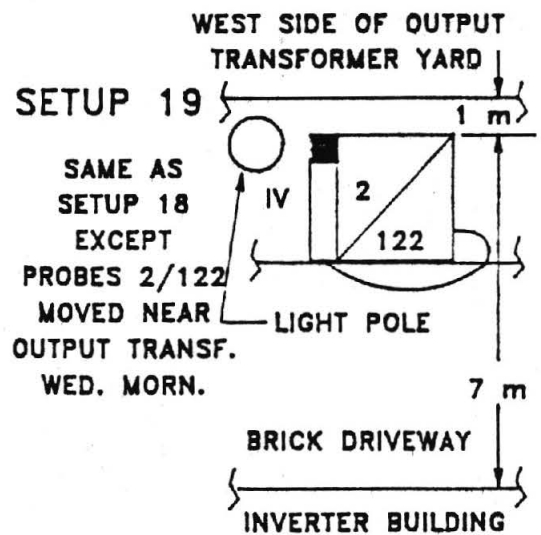 WEST SIDE OF OUTPUT
TRANSFORMER YARD
SETUP 19
1 m
SAME AS
SETUP 18
EXCEPT
PROBES 2/122
MOVED NEAR
OUTPUT TRANSF.
WED. MORN.
IV
2
122
LIGHT POLE
7 m
BRICK DRIVEWAY
INVERTER BUILDING